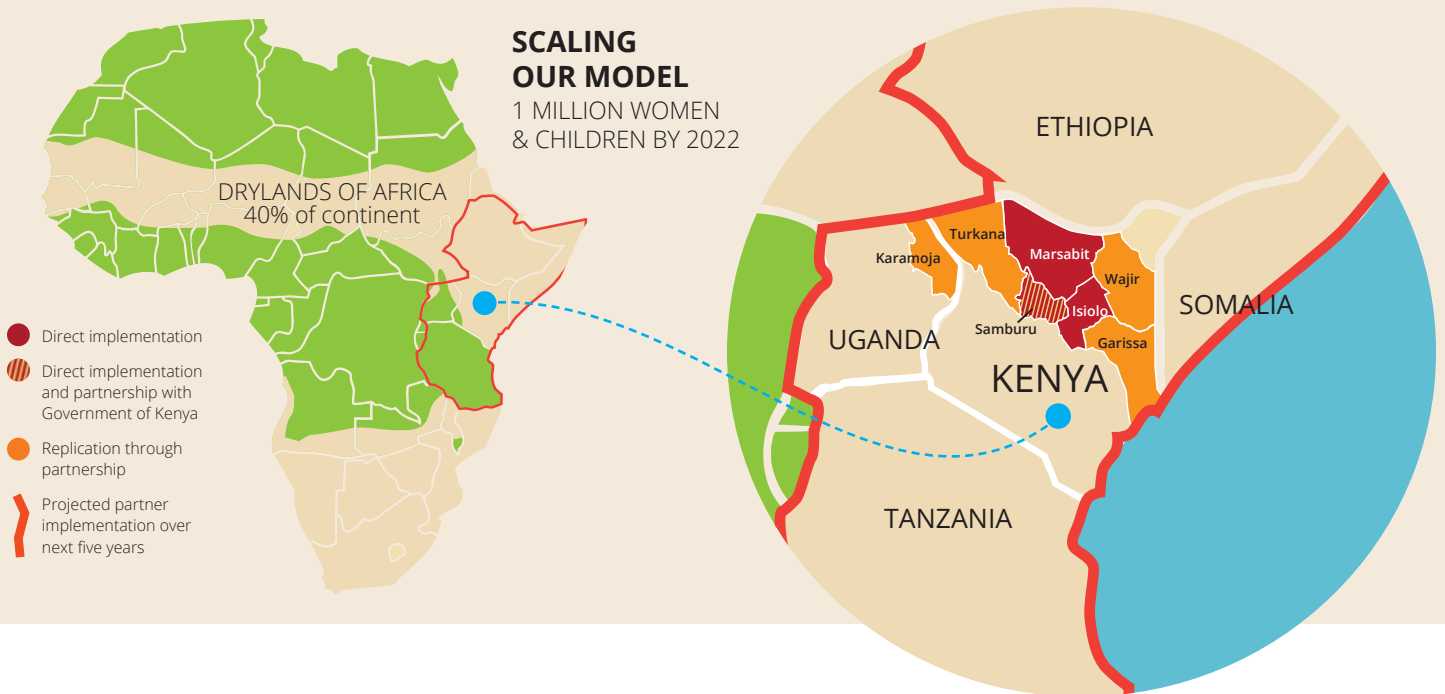 SCALING
OUR MODEL
1 MILLION WOMEN
& CHILDREN BY 2022
DRYLANDS OF AFRICA
40% of continent
Direct implementation
Direct implementation
and partnership with
Government of Kenya
Replication through
partnership
Projected partner
implementation over
next five years
ETHIOPIA
Turkana
Karamoja
Marsabit
Wajir
SOMALIA
Isiolo
Samburu
UGANDA
Garissa
KENYA
TANZANIA